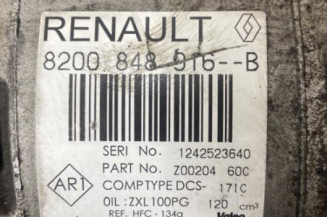 RENAULT
8200 848 916--B
SERI No. 1242523640
PART No. Z00204 60C
AR1 COMPTYPE DCS- 171C
OIL: ZXL100PG 120 cm³
REF. HFC - 134a Valeo